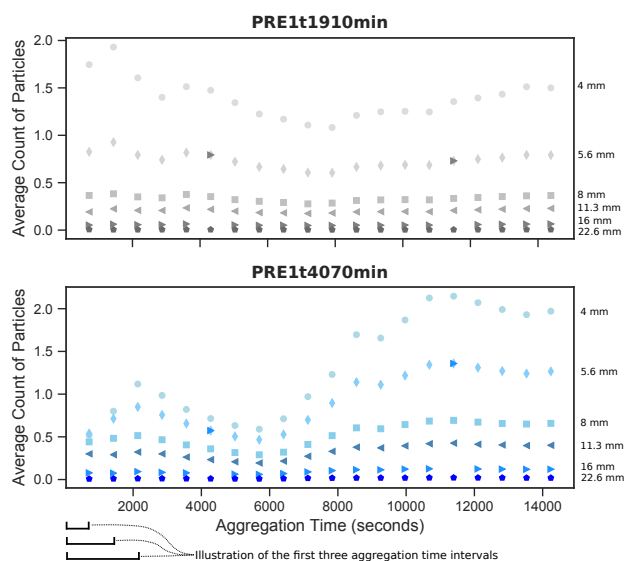 PRE1t1910min
2.0
1.5
1.0
0.5
0.0
Average Count of Particles
4 mm
5.6 mm
8 mm
11.3 mm
16 mm
22.6 mm
PRE1t4070min
2.0
1.5
1.0
0.5
0.0
Average Count of Particles
4 mm
5.6 mm
8 mm
11.3 mm
16 mm
22.6 mm
2000 4000 6000 8000 10000 12000 14000
Aggregation Time (seconds)
Illustration of the first three aggregation time intervals